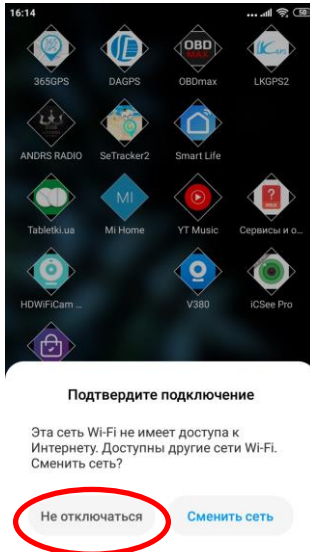 16:14
50
365GPS
DAGPS
OBDmax
LKGPS2
ANDRS RADIO
SeTracker2
Smart Life
Tabletki.ua
Mi Home
YT Music
Сервисы и о...
HDWiFiCam ...
V380
iCSee Pro
Подтвердите подключение
Эта сеть Wi-Fi не имеет доступа к
Интернету. Доступны другие сети Wi-Fi.
Сменить сеть?
Не отключаться
Сменить сеть